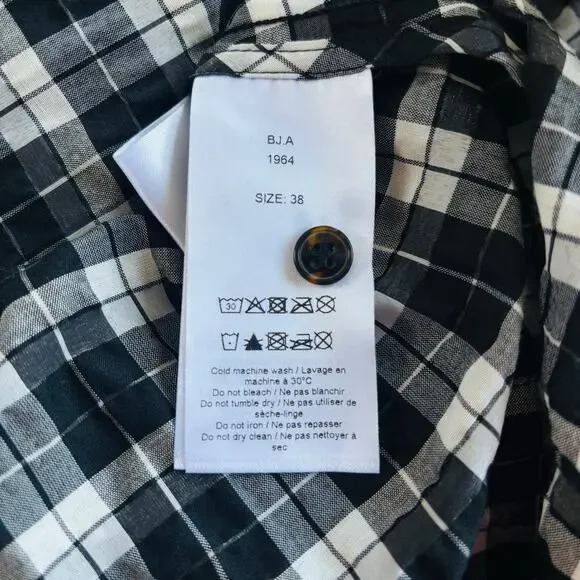 BJ.A
1964
SIZE: 38
30
Cold machine wash / Lavage en
machine à 30°C
Do not bleach / Ne pas blanchir
Do not tumble dry / Ne pas utiliser de
sèche-linge
Do not iron / Ne pas repasser
Do not dry clean / Ne pas nettoyer à
sec